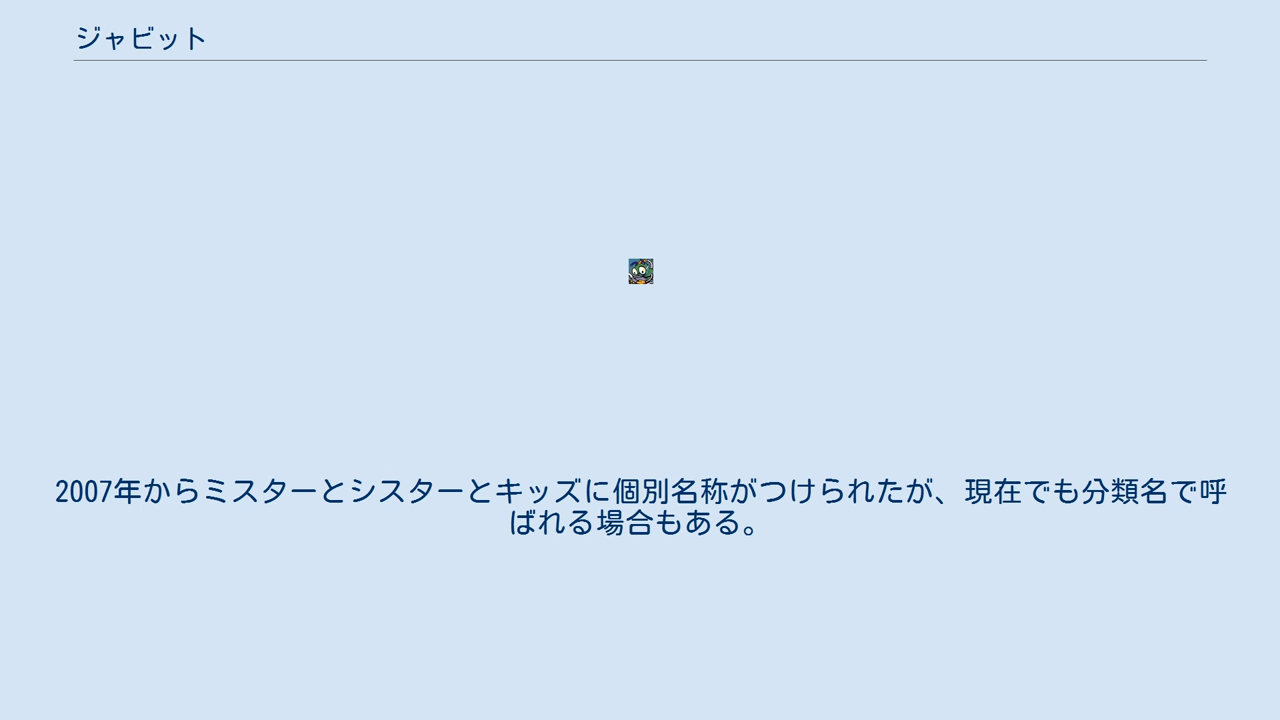 ジャビット
2007年からミスターとシスターとキッズに個別名称がつけられたが、現在でも分類名で呼
ばれる場合もある。